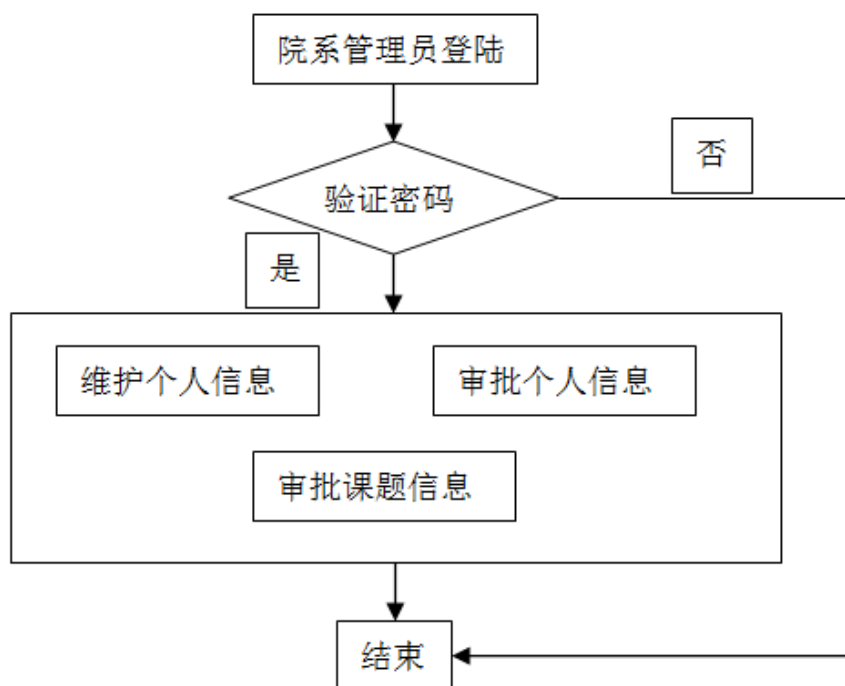 院系管理员登陆
否
验证密码
是
维护个人信息
审批个人信息
审批课题信息
结束